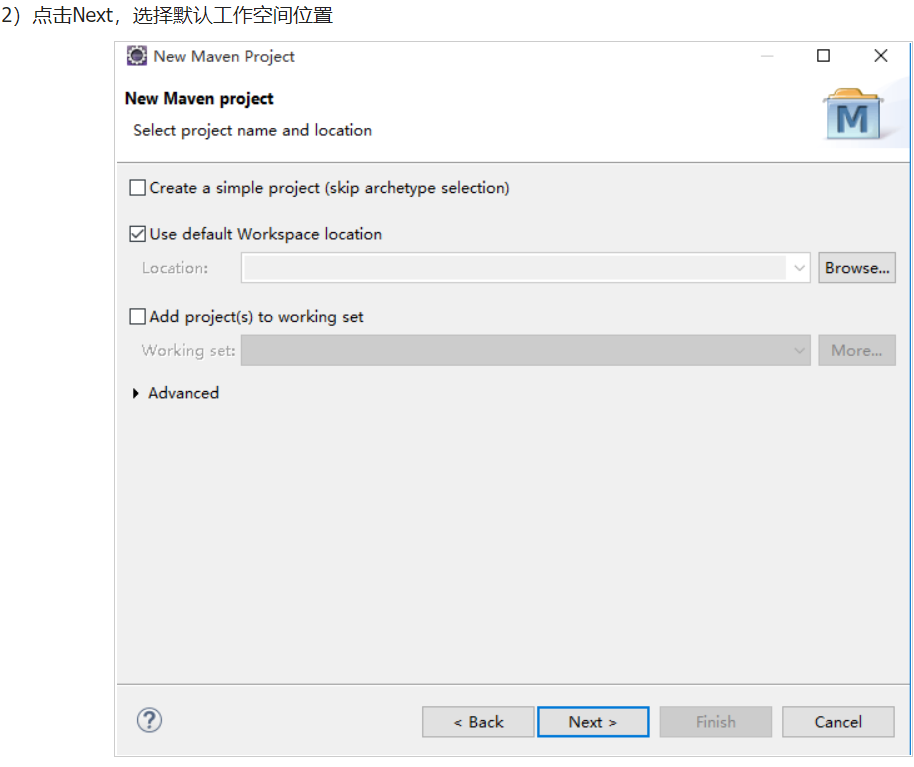 2）点击Next，选择默认工作空间位置
New Maven Project
New Maven project
Select project name and location
M
Create a simple project (skip archetype selection)
Use default Workspace location
Location:
Browse...
Add project(s) to working set
Working set:
More...
Advanced
?
< Back
Next >
Finish
Cancel